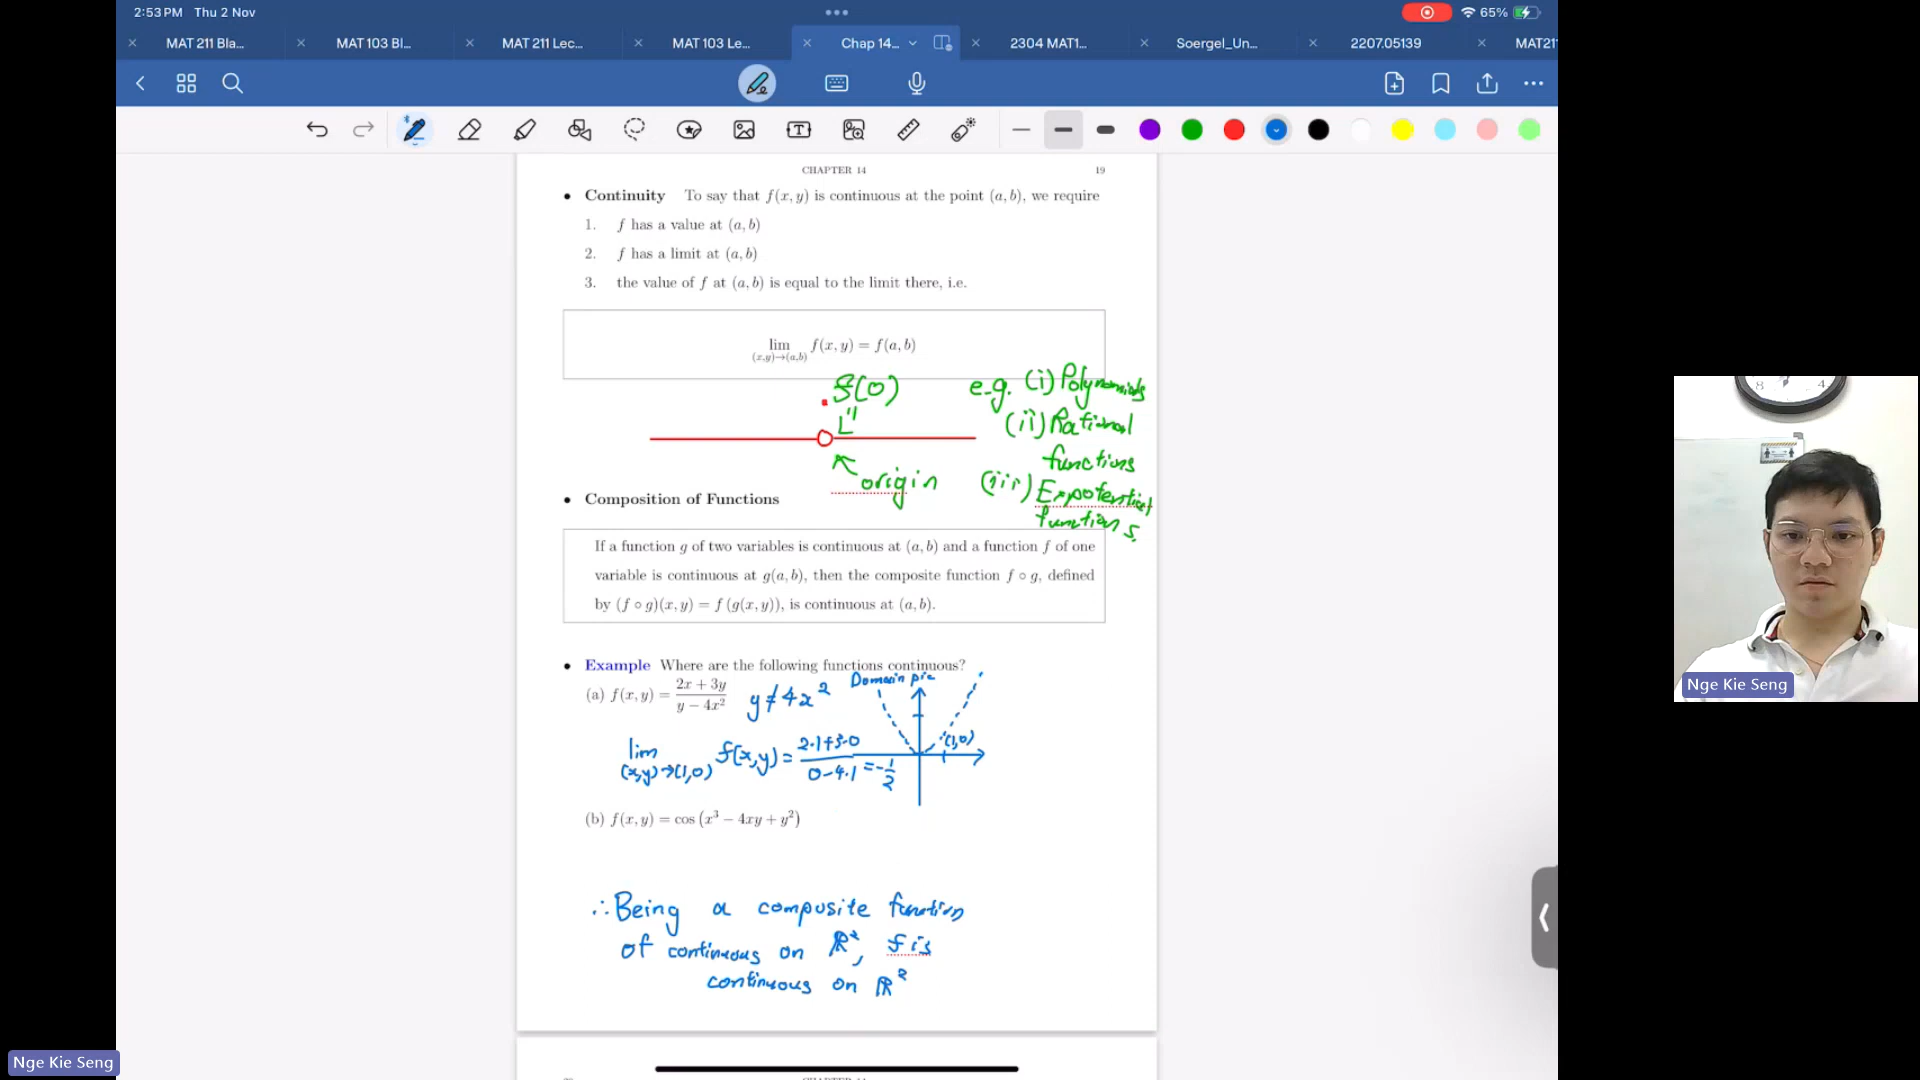 2:53 PM Thu 2 Nov
65%
MAT 211 Bla...
MAT 103 Bl...
MAT 211 Lec...
MAT 103 Le...
Chap 14...
2304 MAT1...
Soergel_Un...
2207.05139
MAT21
CHAPTER 14
19
• Continuity To say that f(x, y) is continuous at the point (a, b), we require
1. f has a value at (a, b)
2. f has a limit at (a, b)
3. the value of f at (a, b) is equal to the limit there, i.e.
lim (x,y)→(a,b) f(x, y) = f(a, b)
f(0)
L"
origin
e.g. (i) Polynomials
(ii) Rational
functions
(iii) Expotential
functions.
• Composition of Functions
If a function g of two variables is continuous at (a, b) and a function f of one
variable is continuous at g(a, b), then the composite function f ∘ g, defined
by (f ∘ g)(x, y) = f (g(x, y)), is continuous at (a, b).
• Example Where are the following functions continuous?
(a) f(x, y) = (2x + 3y)/(y − 4x²) y ≠ 4x²
Domain pic
(1,0)
lim (x,y)→(1,0) f(x,y) = (2·1+3·0)/(0−4·1) = −1/2
(b) f(x, y) = cos (x³ − 4xy + y²)
∴ Being a composite function
of continuous on ℝ², f is
continuous on ℝ²
8
4
Nge Kie Seng
Nge Kie Seng